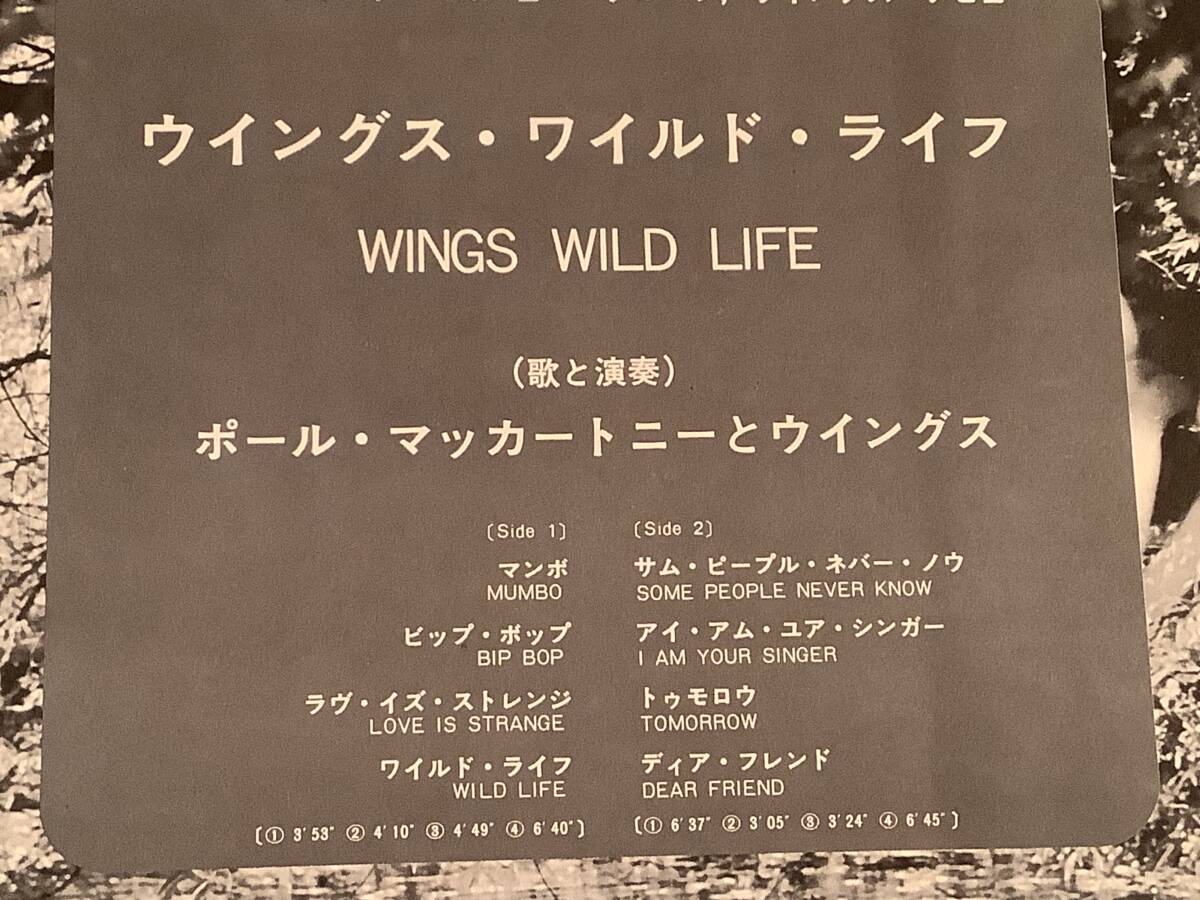 ウイングス・ワイルド・ライフ
WINGS WILD LIFE
(歌と演奏)
ポール・マッカートニーとウイングス
〔Side 1〕
マンボ
MUMBO
ビップ・ボップ
BIP BOP
ラヴ・イズ・ストレンジ
LOVE IS STRANGE
ワイルド・ライフ
WILD LIFE
〔① 3′53″ ② 4′10″ ③ 4′49″ ④ 6′40″〕
〔Side 2〕
サム・ピープル・ネバー・ノウ
SOME PEOPLE NEVER KNOW
アイ・アム・ユア・シンガー
I AM YOUR SINGER
トゥモロウ
TOMORROW
ディア・フレンド
DEAR FRIEND
〔① 6′37″ ② 3′05″ ③ 3′24″ ④ 6′45″〕